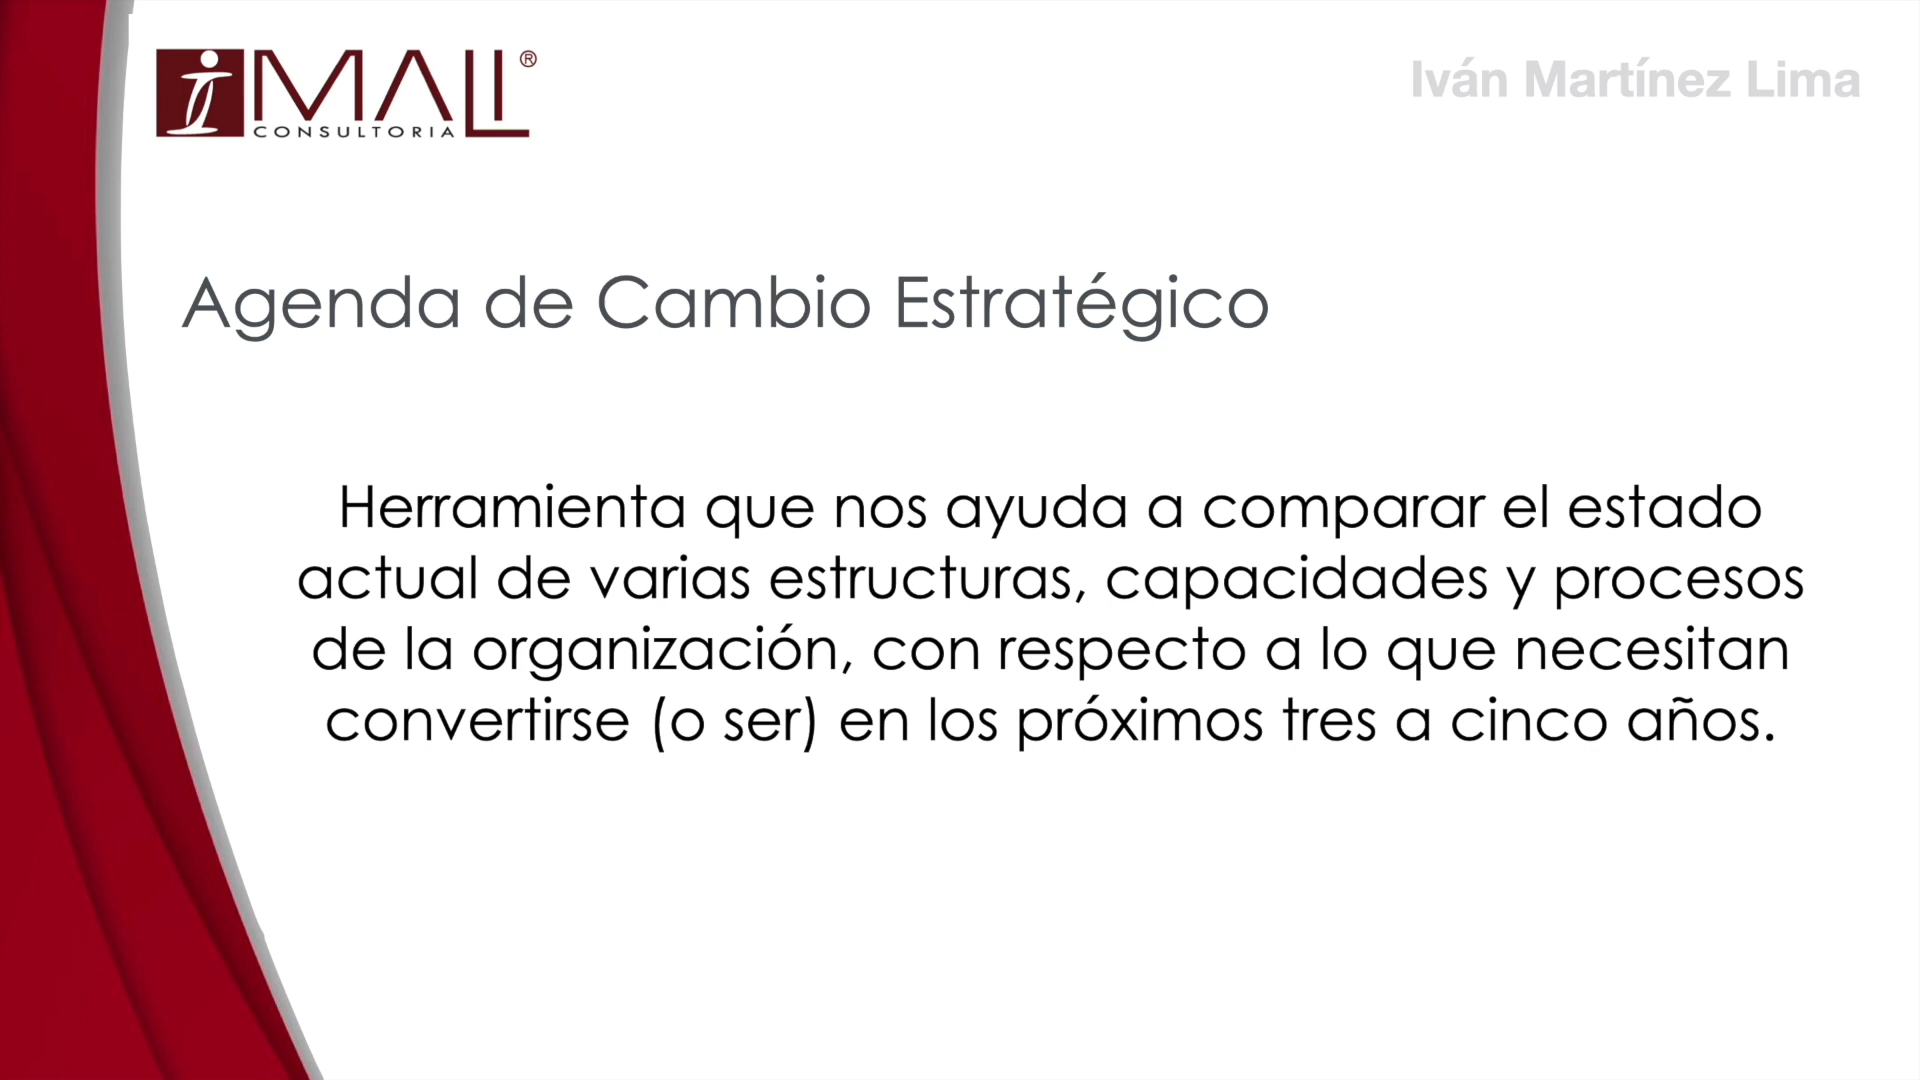 iMALI®
CONSULTORIA
Iván Martínez Lima
Agenda de Cambio Estratégico
Herramienta que nos ayuda a comparar el estado
actual de varias estructuras, capacidades y procesos
de la organización, con respecto a lo que necesitan
convertirse (o ser) en los próximos tres a cinco años.